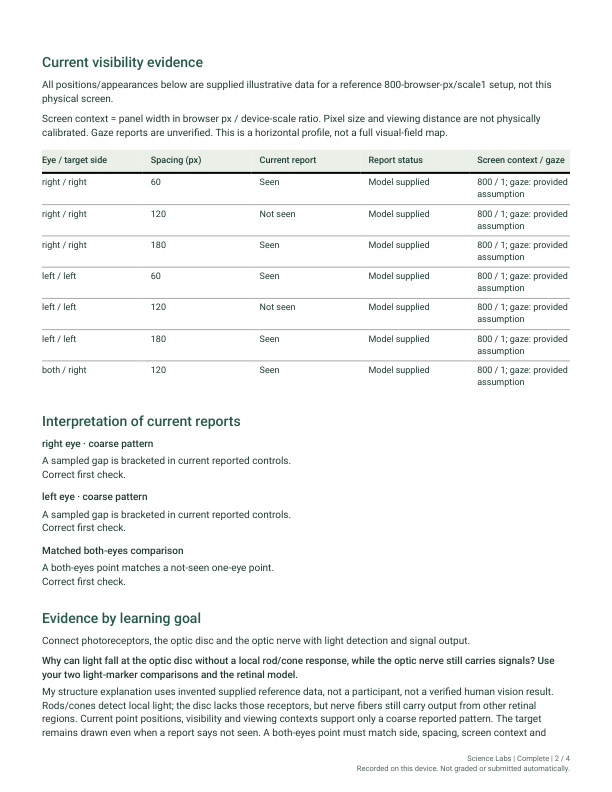 Current visibility evidence
All positions/appearances below are supplied illustrative data for a reference 800-browser-px/scale1 setup, not this
physical screen.
Screen context = panel width in browser px / device-scale ratio. Pixel size and viewing distance are not physically
calibrated. Gaze reports are unverified. This is a horizontal profile, not a full visual-field map.
Eye / target side Spacing (px) Current report Report status Screen context / gaze
right / right 60 Seen Model supplied 800 / 1; gaze: provided
assumption
right / right 120 Not seen Model supplied 800 / 1; gaze: provided
assumption
right / right 180 Seen Model supplied 800 / 1; gaze: provided
assumption
left / left 60 Seen Model supplied 800 / 1; gaze: provided
assumption
left / left 120 Not seen Model supplied 800 / 1; gaze: provided
assumption
left / left 180 Seen Model supplied 800 / 1; gaze: provided
assumption
both / right 120 Seen Model supplied 800 / 1; gaze: provided
assumption
Interpretation of current reports
right eye · coarse pattern
A sampled gap is bracketed in current reported controls.
Correct first check.
left eye · coarse pattern
A sampled gap is bracketed in current reported controls.
Correct first check.
Matched both-eyes comparison
A both-eyes point matches a not-seen one-eye point.
Correct first check.
Evidence by learning goal
Connect photoreceptors, the optic disc and the optic nerve with light detection and signal output.
Why can light fall at the optic disc without a local rod/cone response, while the optic nerve still carries signals? Use
your two light-marker comparisons and the retinal model.
My structure explanation uses invented supplied reference data, not a participant, not a verified human vision result.
Rods/cones detect local light; the disc lacks those receptors, but nerve fibers still carry output from other retinal
regions. Current point positions, visibility and viewing contexts support only a coarse reported pattern. The target
remains drawn even when a report says not seen. A both-eyes point must match side, spacing, screen context and
Science Labs | Complete | 2 / 4
Recorded on this device. Not graded or submitted automatically.